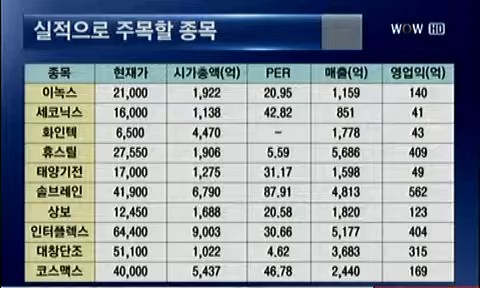 실적으로 주목할 종목
WOW HD
종목 현재가 시가총액(억) PER 매출(억) 영업익(억)
이녹스 21,000 1,922 20.95 1,159 140
세코닉스 16,000 1,138 42.82 851 41
화인텍 6,500 4,470 – 1,778 43
휴스틸 27,550 1,906 5.59 5,686 409
태양기전 17,000 1,275 31.17 1,598 49
솔브레인 41,900 6,790 87.91 4,813 562
상보 12,450 1,688 20.58 1,820 123
인터플렉스 64,400 9,003 30.66 5,177 404
대창단조 51,100 1,022 4.62 3,683 315
코스맥스 40,000 5,437 46.78 2,440 169